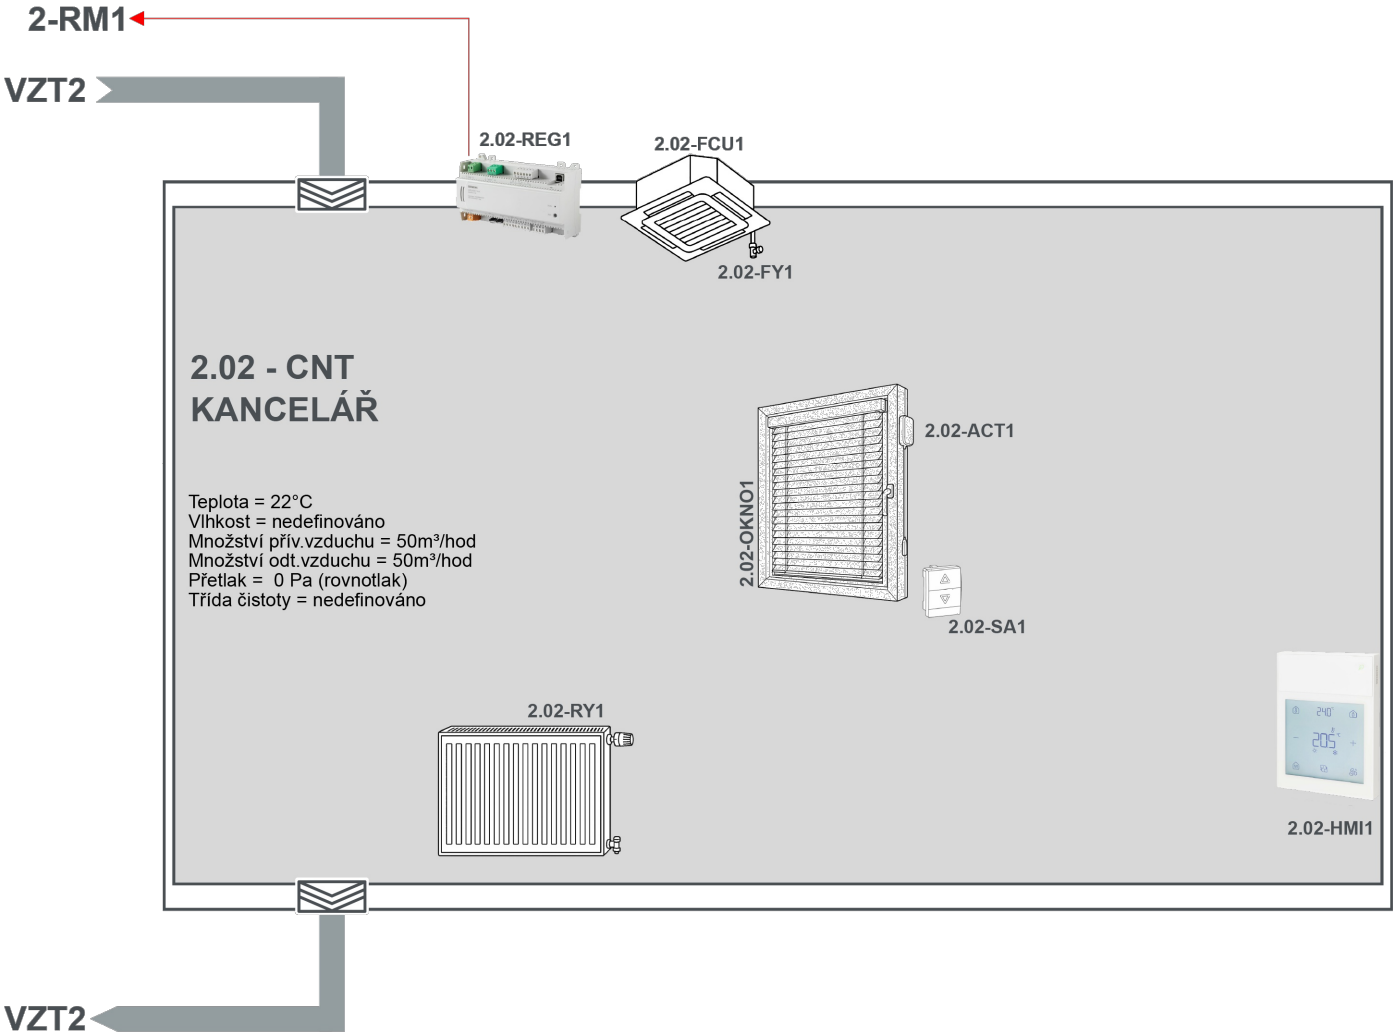 2-RM1
VZT2
2.02-REG1
2.02-FCU1
2.02-FY1
2.02 - CNT
KANCELÁŘ
2.02-ACT1
2.02-OKNO1
Teplota = 22°C
Vlhkost = nedefinováno
Množství přív.vzduchu = 50m³/hod
Množství odt.vzduchu = 50m³/hod
Přetlak =  0 Pa (rovnotlak)
Třída čistoty = nedefinováno
2.02-SA1
2.02-RY1
240
205
2.02-HMI1
VZT2